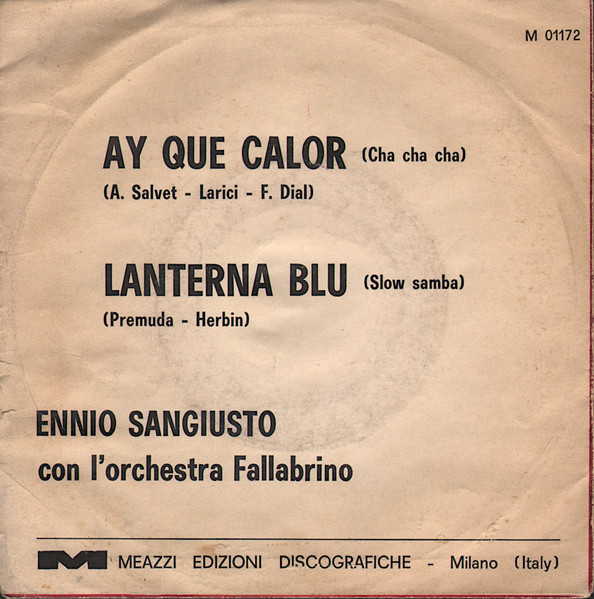 M 01172
AY QUE CALOR (Cha cha cha)
(A. Salvet - Larici - F. Dial)
LANTERNA BLU (Slow samba)
(Premuda - Herbin)
ENNIO SANGIUSTO
con l'orchestra Fallabrino
M MEAZZI EDIZIONI DISCOGRAFICHE - Milano (Italy)